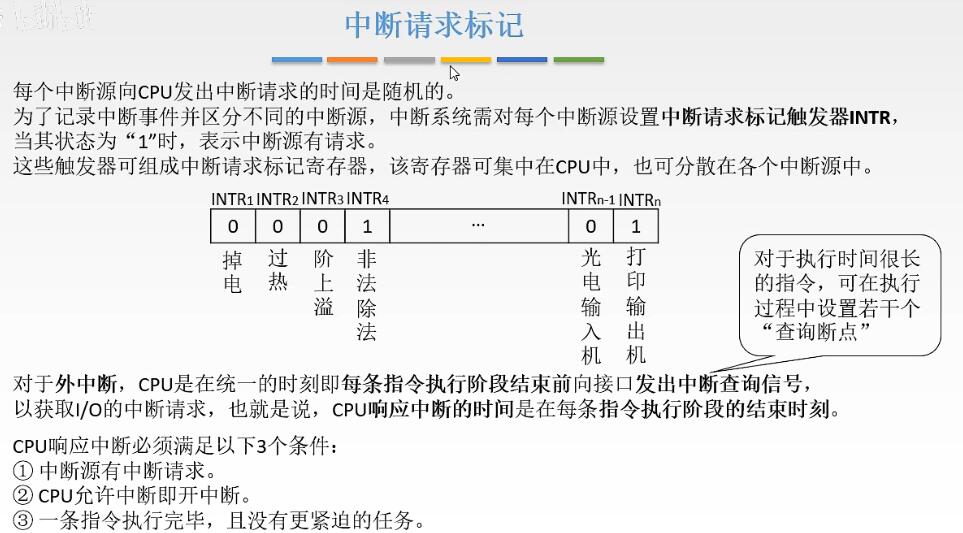 中断请求标记
每个中断源向CPU发出中断请求的时间是随机的。
为了记录中断事件并区分不同的中断源，中断系统需对每个中断源设置中断请求标记触发器INTR，
当其状态为“1”时，表示中断源有请求。
这些触发器可组成中断请求标记寄存器，该寄存器可集中在CPU中，也可分散在各个中断源中。
INTR1 INTR2 INTR3 INTR4 INTRn-1 INTRn
0 0 0 1 ... 0 1
掉电
过热
阶上溢
非法除法
光电输入机
打印输出机
对于执行时间很长
的指令，可在执行
过程中设置若干个
“查询断点”
对于外中断，CPU是在统一的时刻即每条指令执行阶段结束前向接口发出中断查询信号，
以获取I/O的中断请求，也就是说，CPU响应中断的时间是在每条指令执行阶段的结束时刻。
CPU响应中断必须满足以下3个条件：
① 中断源有中断请求。
② CPU允许中断即开中断。
③ 一条指令执行完毕，且没有更紧迫的任务。